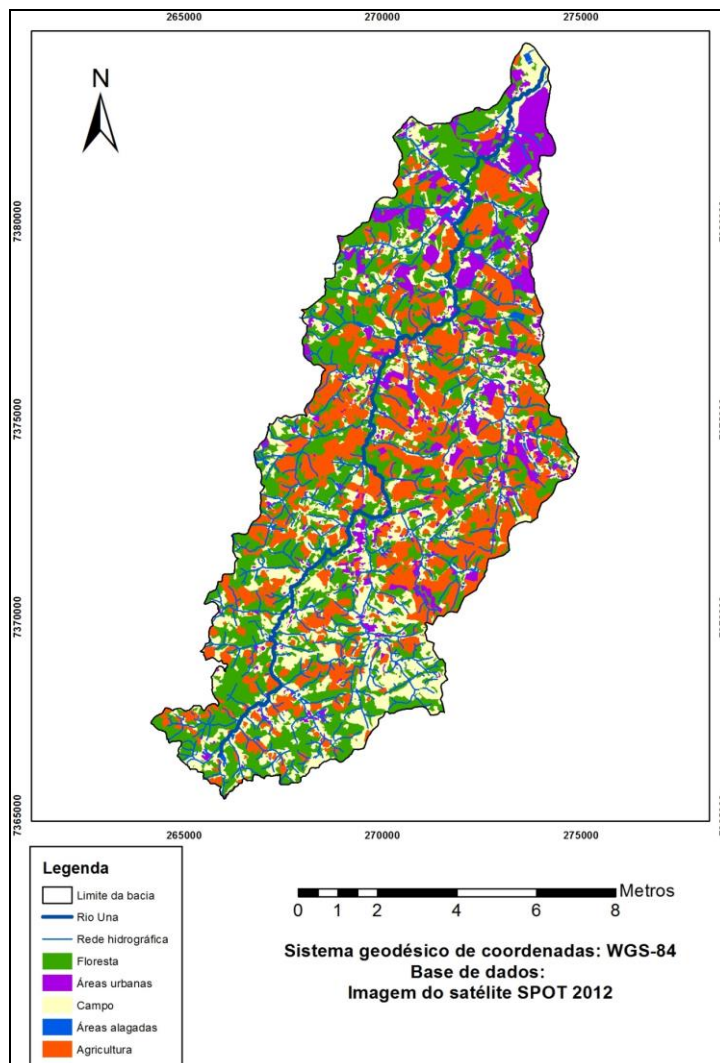 265000 270000 275000
N
7380000
7375000
7370000
7365000
265000 270000 275000
Legenda
Limite da bacia
Rio Una
Rede hidrográfica
Floresta
Áreas urbanas
Campo
Áreas alagadas
Agricultura
Metros
0 1 2 4 6 8
Sistema geodésico de coordenadas: WGS-84
Base de dados:
Imagem do satélite SPOT 2012